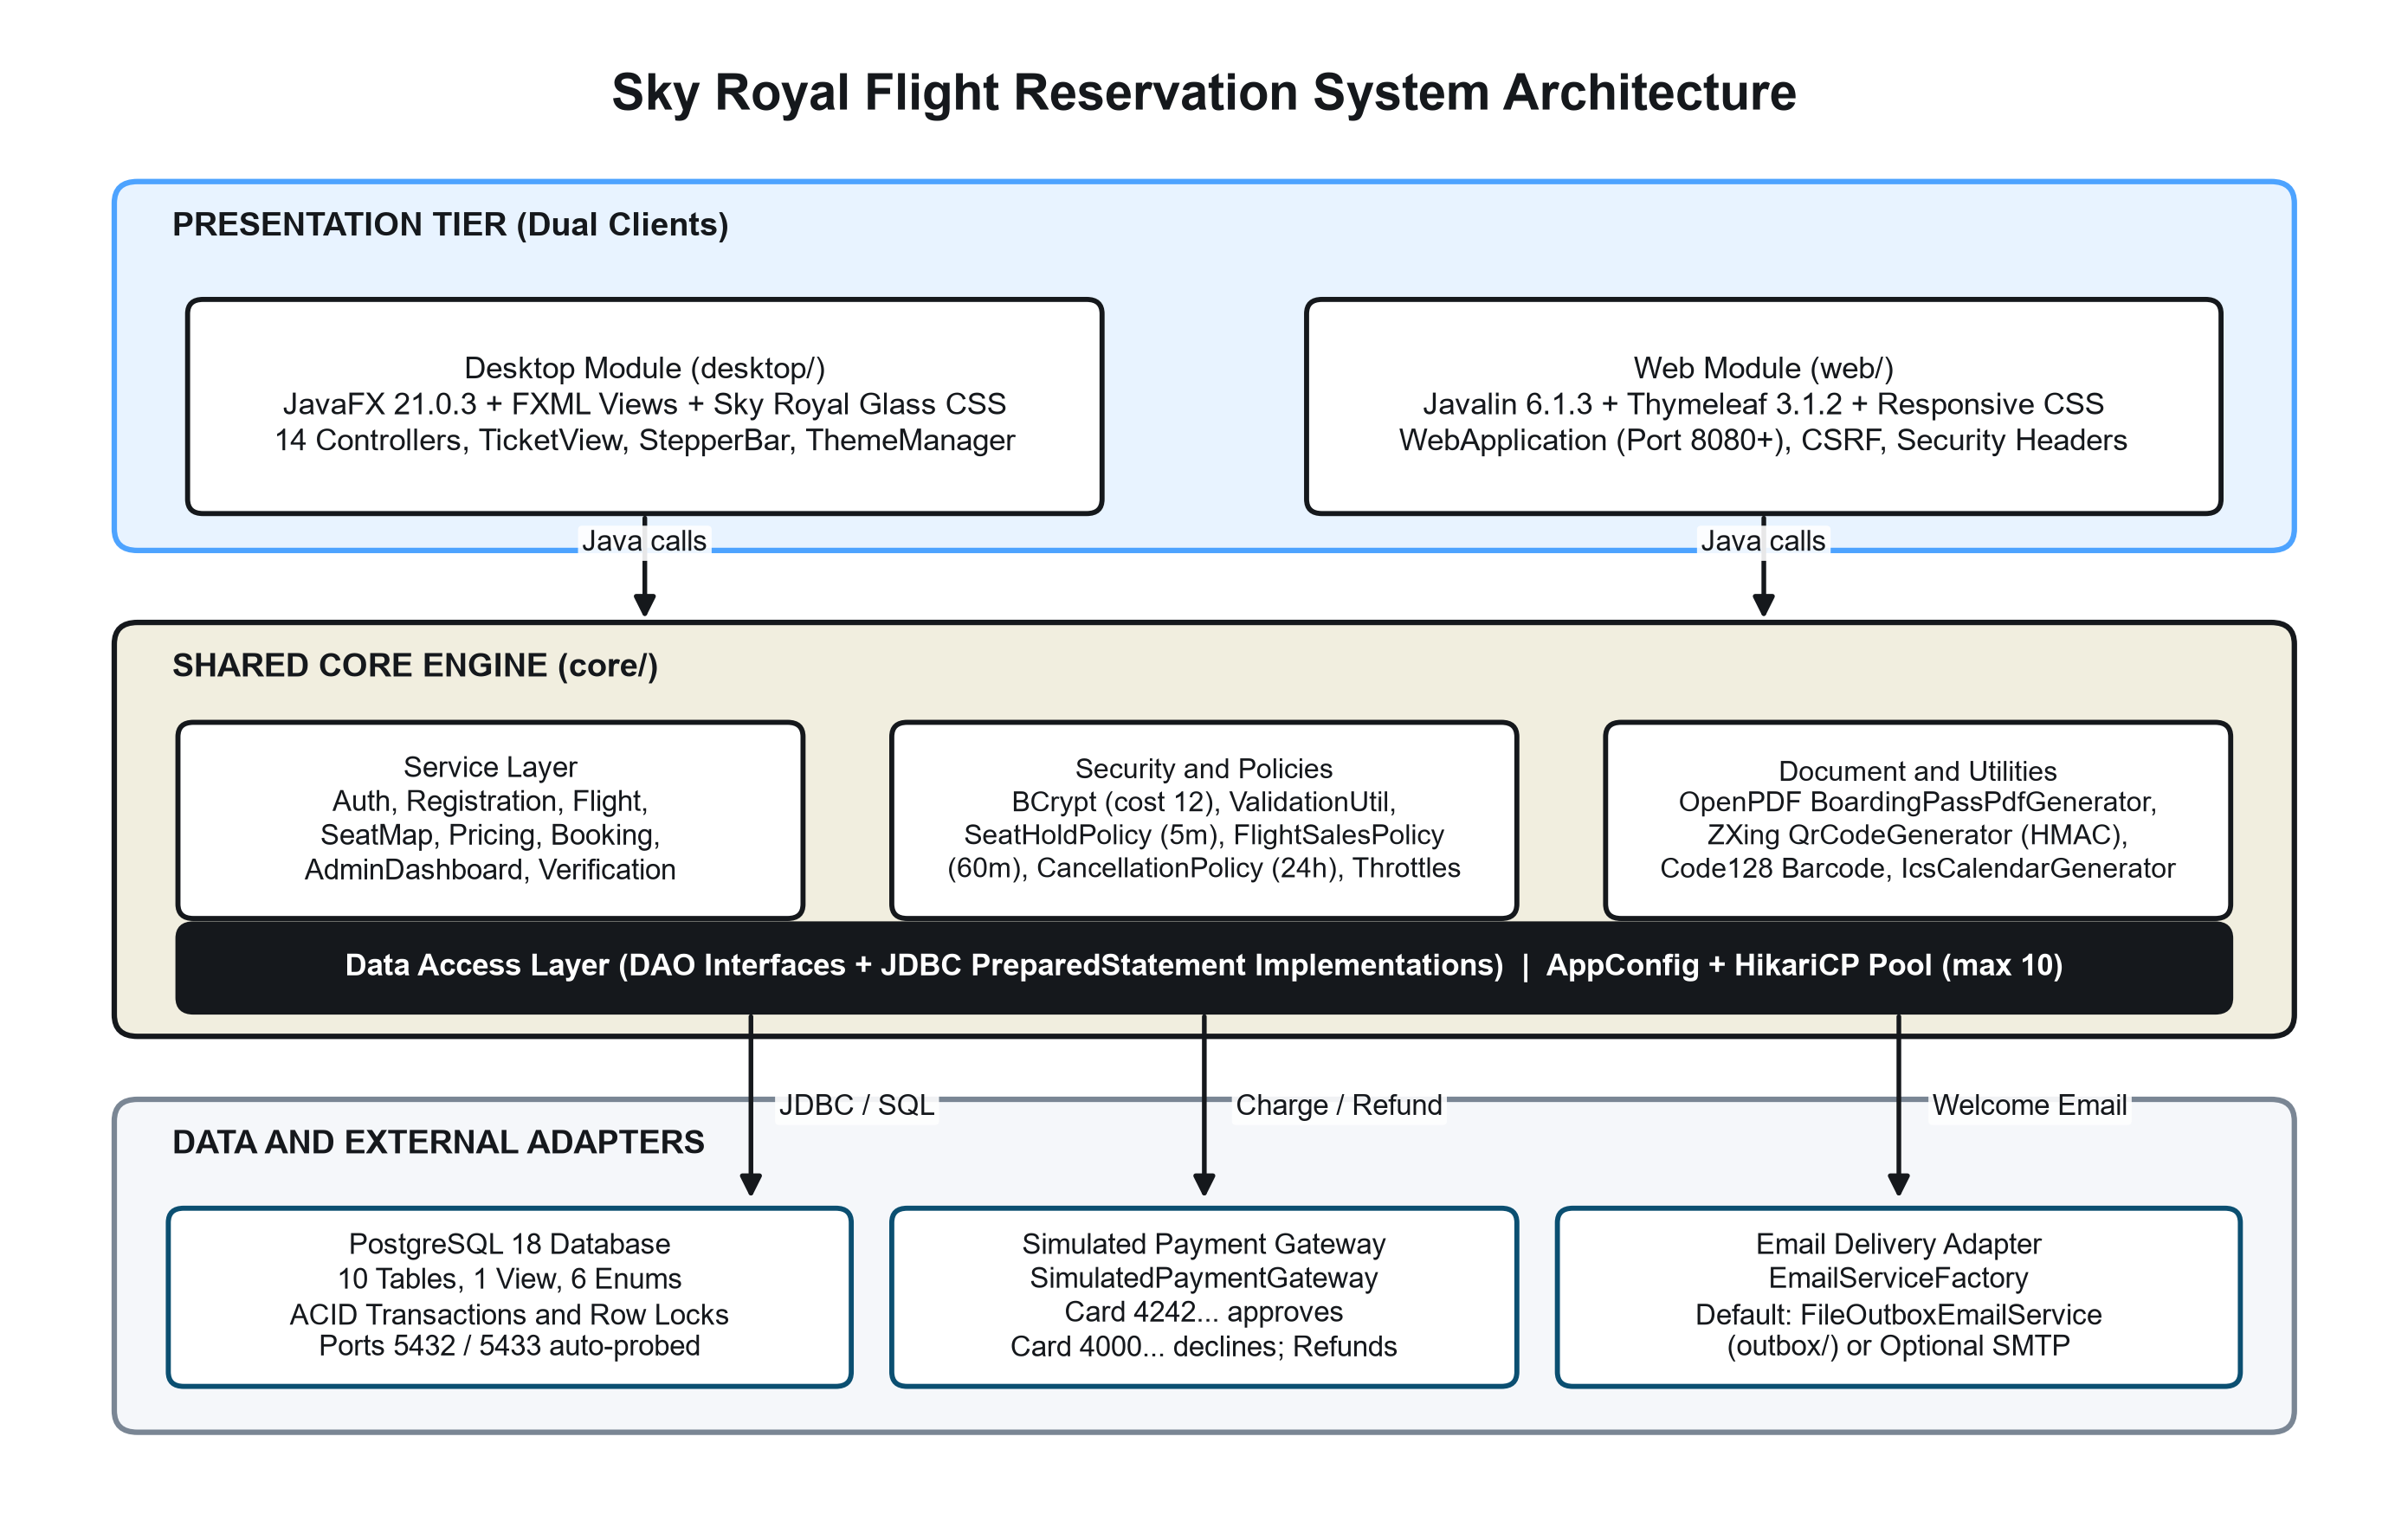 Sky Royal Flight Reservation System Architecture
PRESENTATION TIER (Dual Clients)
Desktop Module (desktop/)
JavaFX 21.0.3 + FXML Views + Sky Royal Glass CSS
14 Controllers, TicketView, StepperBar, ThemeManager
Web Module (web/)
Javalin 6.1.3 + Thymeleaf 3.1.2 + Responsive CSS
WebApplication (Port 8080+), CSRF, Security Headers
Java calls
Java calls
SHARED CORE ENGINE (core/)
Service Layer
Auth, Registration, Flight,
SeatMap, Pricing, Booking,
AdminDashboard, Verification
Security and Policies
BCrypt (cost 12), ValidationUtil,
SeatHoldPolicy (5m), FlightSalesPolicy
(60m), CancellationPolicy (24h), Throttles
Document and Utilities
OpenPDF BoardingPassPdfGenerator,
ZXing QrCodeGenerator (HMAC),
Code128 Barcode, IcsCalendarGenerator
Data Access Layer (DAO Interfaces + JDBC PreparedStatement Implementations) | AppConfig + HikariCP Pool (max 10)
JDBC / SQL
Charge / Refund
Welcome Email
DATA AND EXTERNAL ADAPTERS
PostgreSQL 18 Database
10 Tables, 1 View, 6 Enums
ACID Transactions and Row Locks
Ports 5432 / 5433 auto-probed
Simulated Payment Gateway
SimulatedPaymentGateway
Card 4242... approves
Card 4000... declines; Refunds
Email Delivery Adapter
EmailServiceFactory
Default: FileOutboxEmailService
(outbox/) or Optional SMTP